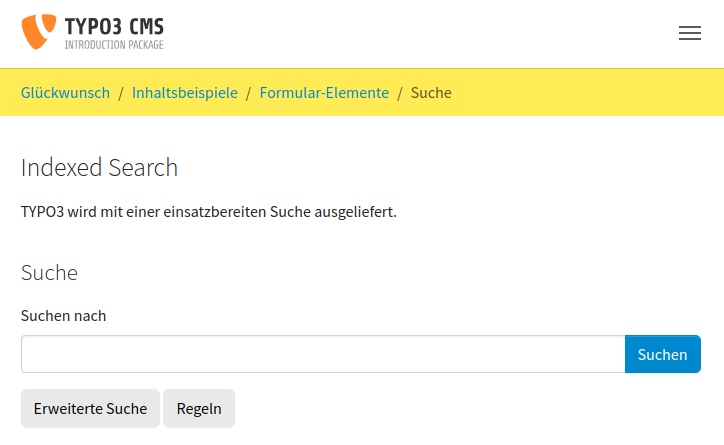 TYPO3 CMS
INTRODUCTION PACKAGE
Glückwunsch / Inhaltsbeispiele / Formular-Elemente / Suche
Indexed Search
TYPO3 wird mit einer einsatzbereiten Suche ausgeliefert.
Suche
Suchen nach
Suchen
Erweiterte Suche Regeln